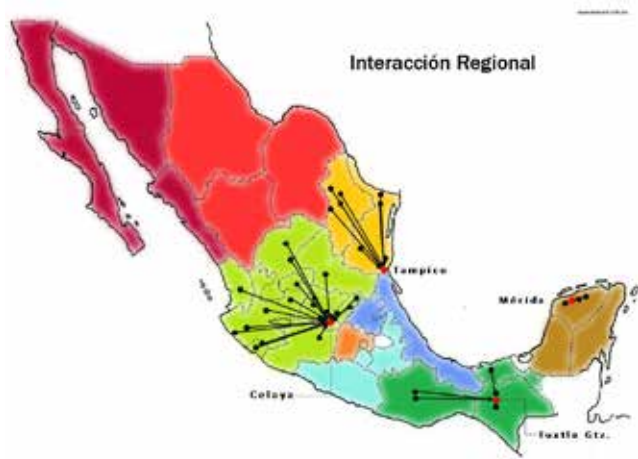 Interacción Regional
Tampico
Mérida
Celaya
Tuxtla Gtz.